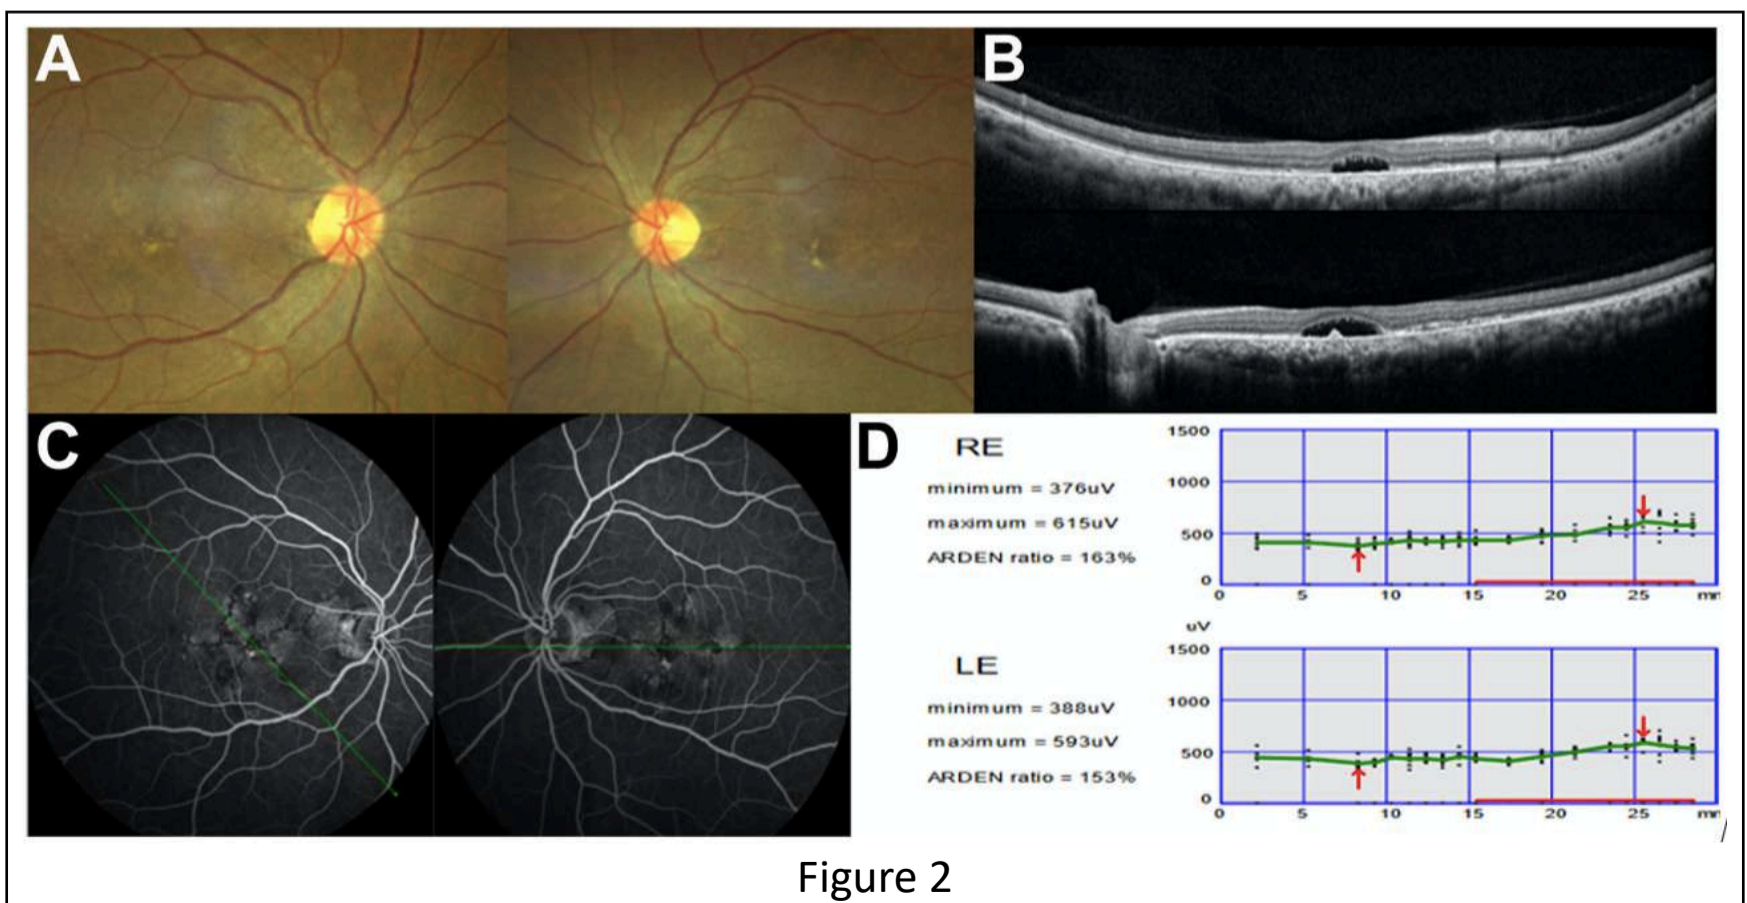 A
B
C
D
RE
minimum = 376uV
maximum = 615uV
ARDEN ratio = 163%
1500
1000
500
0
0 5 10 15 20 25 mn
uV
LE
minimum = 388uV
maximum = 593uV
ARDEN ratio = 153%
1500
1000
500
0
0 5 10 15 20 25 mn
Figure 2